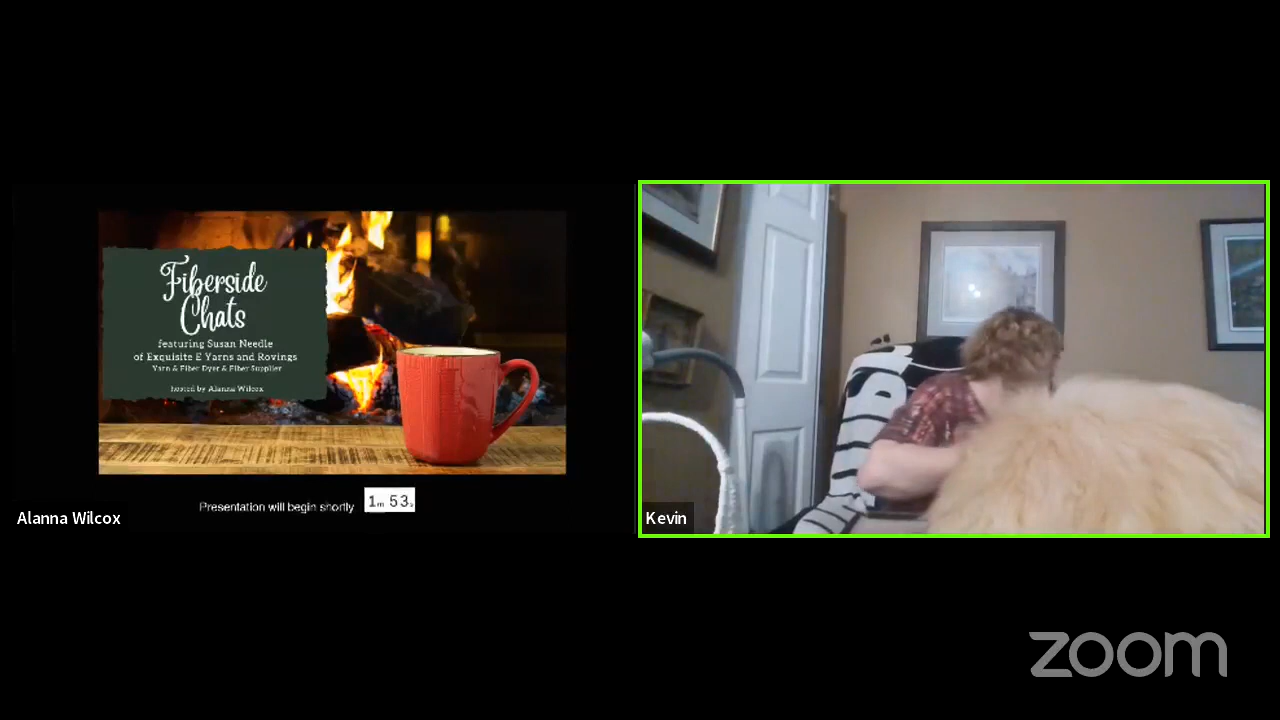 Fiberside
Chats
featuring Susan Needle
of Exquisite E Yarns and Rovings
Yarn & Fiber Dyer & Fiber Supplier
hosted by Alanna Wilcox
Presentation will begin shortly 1m 53s
Alanna Wilcox
Kevin
zoom